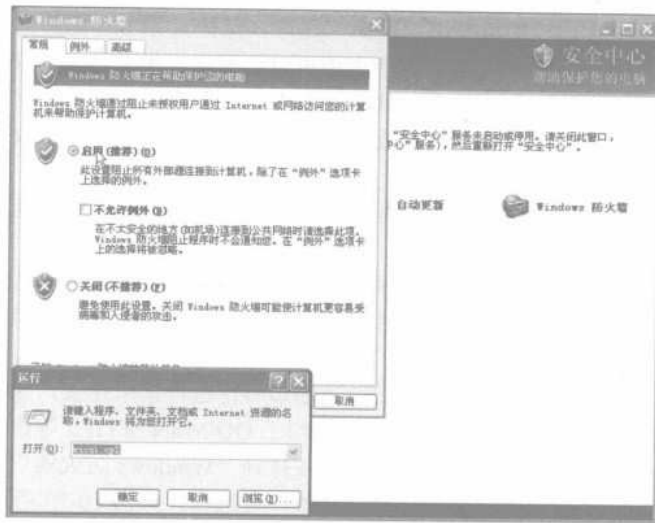 Windows 防火墙
常规 例外 高级
Windows 防火墙正在帮助保护您的电脑
Windows 防火墙通过阻止未授权用户通过 Internet 或网络访问您的计算
机来帮助保护计算机。
启用(推荐)(O)
此设置阻止所有外部源连接到计算机，除了在“例外”选项卡
上选择的例外。
不允许例外(D)
在不太安全的地方(如机场)连接到公共网络时请选择此项。
Windows 防火墙阻止程序时不会通知您。在“例外”选项卡
上的选择将被忽略。
关闭(不推荐)(F)
避免使用此设置。关闭 Windows 防火墙可能使计算机更容易受
病毒和入侵者的攻击。
取消
安全中心
帮助保护您的电脑
“安全中心”服务未启动或停用。请关闭此窗口，
中心”服务)，然后重新打开“安全中心”。
自动更新
Windows 防火墙
运行
请键入程序、文件夹、文档或 Internet 资源的名
称，Windows 将为您打开它。
打开(O):
确定 取消 浏览(B)...